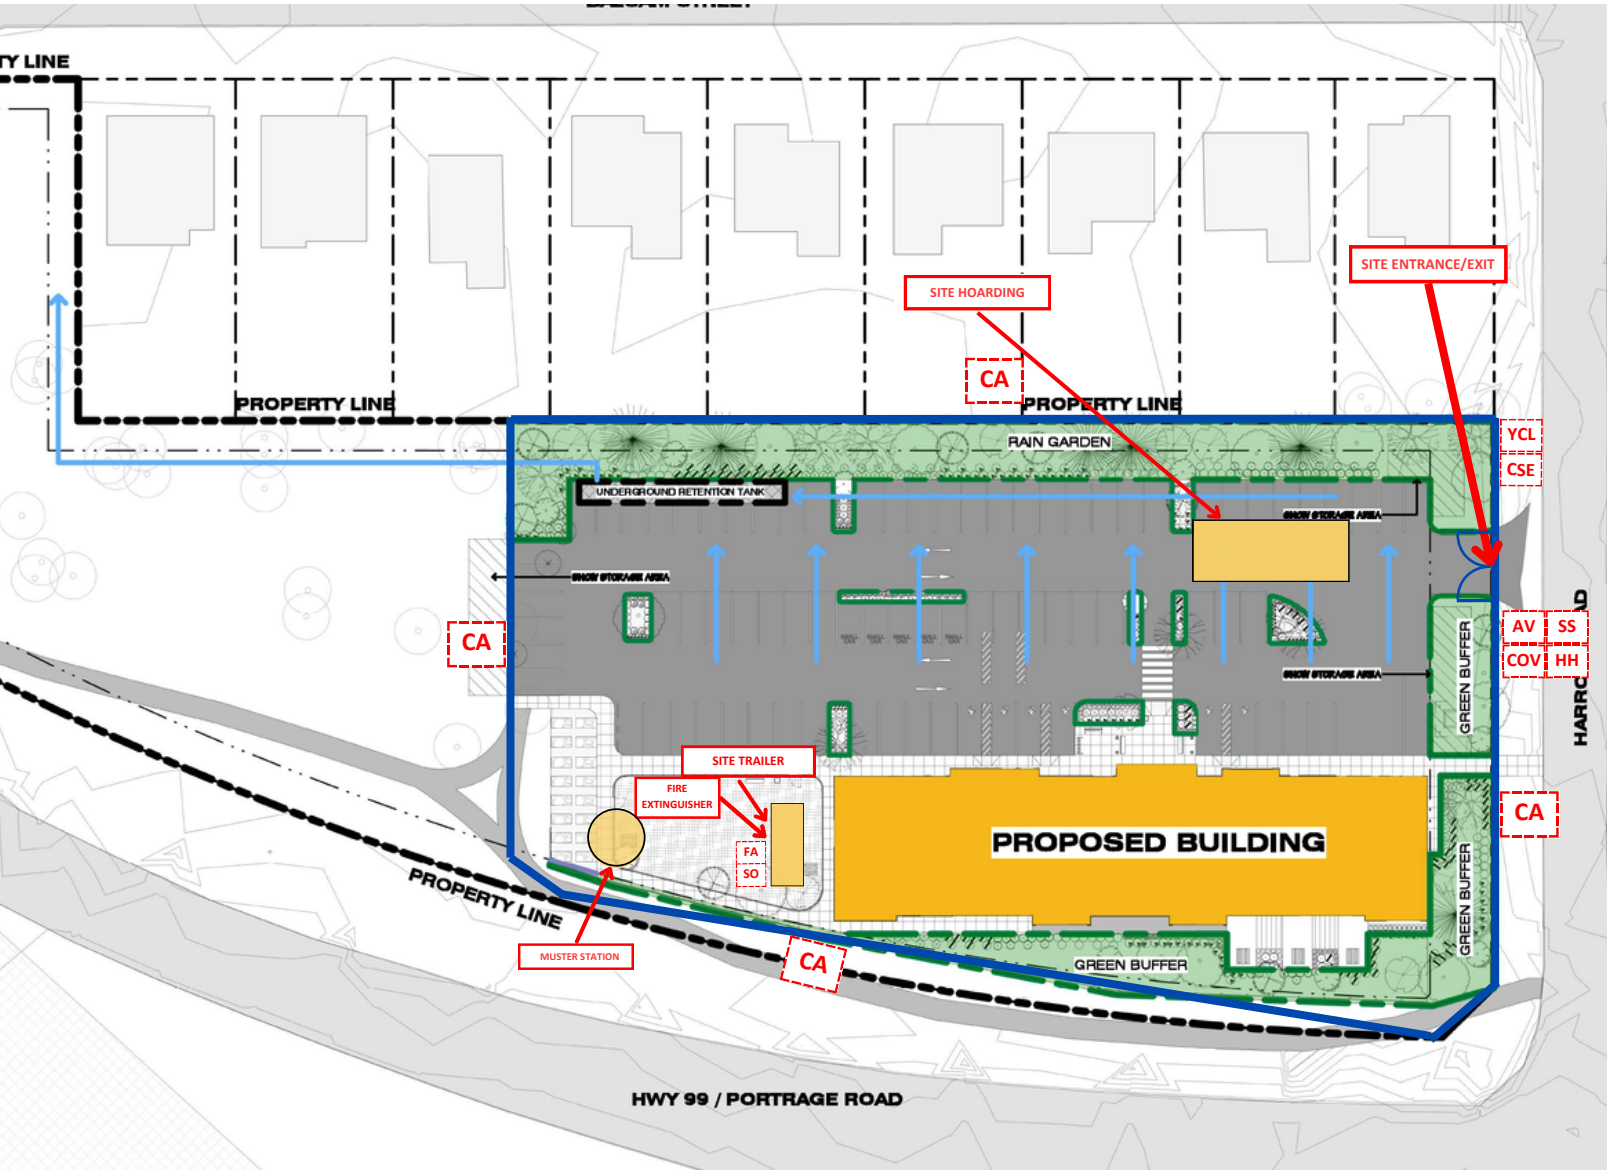 TY LINE
SITE ENTRANCE/EXIT
SITE HOARDING
CA
PROPERTY LINE
PROPERTY LINE
YCL
RAIN GARDEN
CSE
UNDERGROUND RETENTION TANK
SNOW STORAGE AREA
SNOW STORAGE AREA
AV SS
CA
COV HH
SNOW STORAGE AREA
GREEN BUFFER
SITE TRAILER
FIRE
EXTINGUISHER
CA
PROPOSED BUILDING
FA
SO
PROPERTY LINE
GREEN BUFFER
MUSTER STATION
CA
GREEN BUFFER
HWY 99 / PORTRAGE ROAD